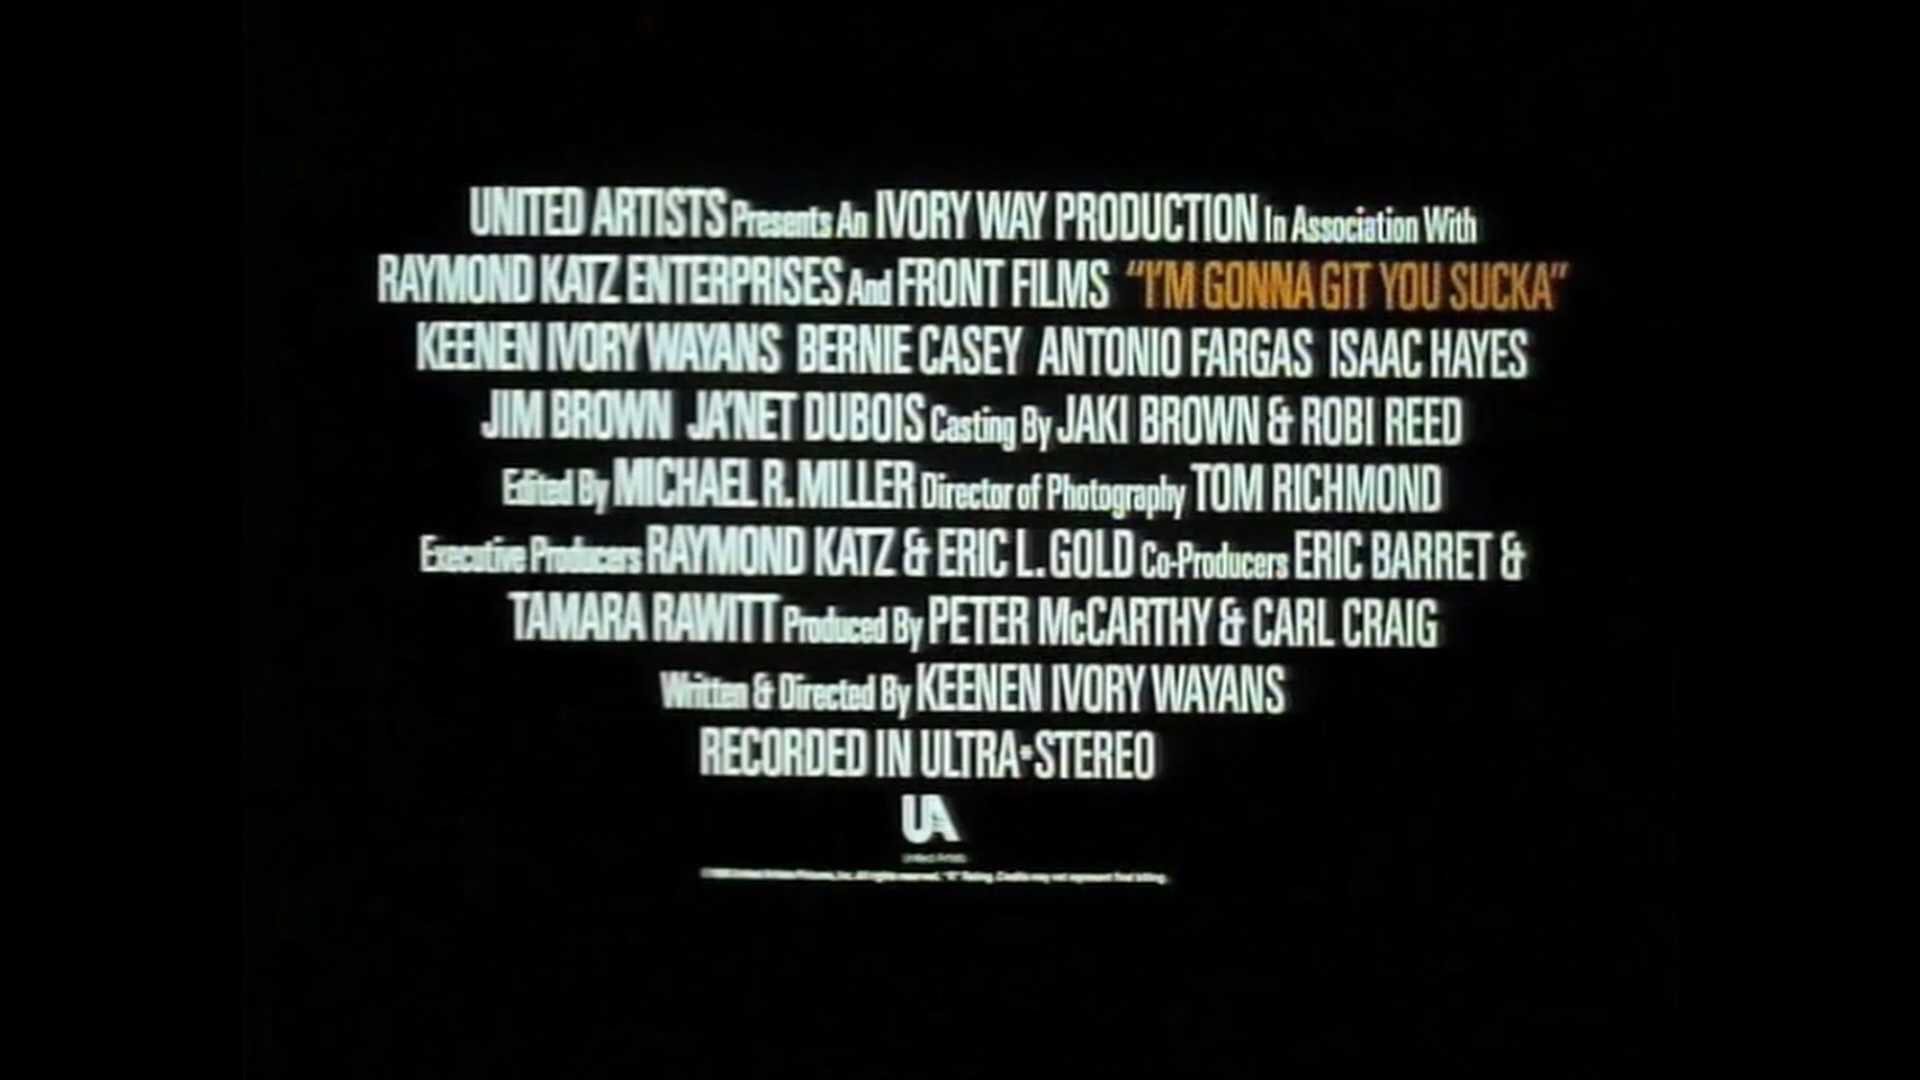 UNITED ARTISTS Presents An IVORY WAY PRODUCTION In Association With
RAYMOND KATZ ENTERPRISES And FRONT FILMS "I'M GONNA GIT YOU SUCKA"
KEENEN IVORY WAYANS BERNIE CASEY ANTONIO FARGAS ISAAC HAYES
JIM BROWN JA'NET DUBOIS Casting By JAKI BROWN & ROBI REED
Edited By MICHAEL R. MILLER Director of Photography TOM RICHMOND
Executive Producers RAYMOND KATZ & ERIC L. GOLD Co-Producers ERIC BARRET &
TAMARA RAWITT Produced By PETER McCARTHY & CARL CRAIG
Written & Directed By KEENEN IVORY WAYANS
RECORDED IN ULTRA*STEREO
UA